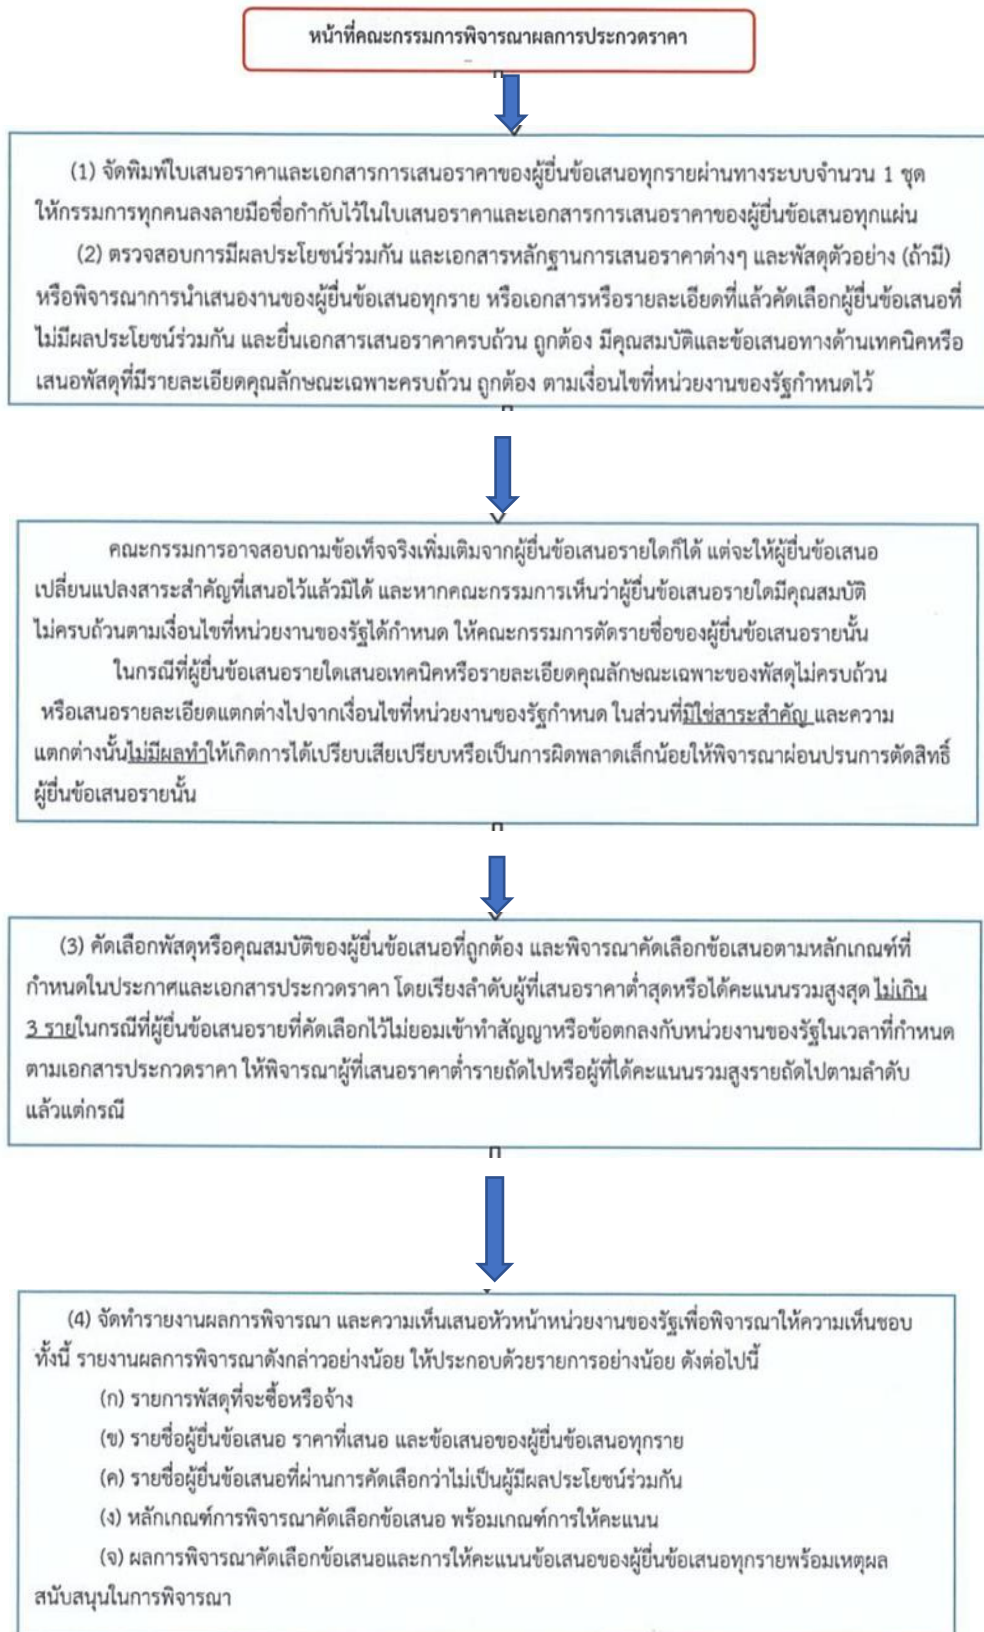 หน้าที่คณะกรรมการพิจารณาผลการประกวดราคา
(1) จัดพิมพ์ใบเสนอราคาและเอกสารการเสนอราคาของผู้ยื่นข้อเสนอทุกรายผ่านทางระบบจำนวน 1 ชุด
ให้กรรมการทุกคนลงลายมือชื่อกำกับไว้ในใบเสนอราคาและเอกสารการเสนอราคาของผู้ยื่นข้อเสนอทุกแผ่น
(2) ตรวจสอบการมีผลประโยชน์ร่วมกัน และเอกสารหลักฐานการเสนอราคาต่างๆ และพัสดุตัวอย่าง (ถ้ามี)
หรือพิจารณาการนำเสนองานของผู้ยื่นข้อเสนอทุกราย หรือเอกสารหรือรายละเอียดที่แล้วคัดเลือกผู้ยื่นข้อเสนอที่
ไม่มีผลประโยชน์ร่วมกัน และยื่นเอกสารเสนอราคาครบถ้วน ถูกต้อง มีคุณสมบัติและข้อเสนอทางด้านเทคนิคหรือ
เสนอพัสดุที่มีรายละเอียดคุณลักษณะเฉพาะครบถ้วน ถูกต้อง ตามเงื่อนไขที่หน่วยงานของรัฐกำหนดไว้
คณะกรรมการอาจสอบถามข้อเท็จจริงเพิ่มเติมจากผู้ยื่นข้อเสนอรายใดก็ได้ แต่จะให้ผู้ยื่นข้อเสนอ
เปลี่ยนแปลงสาระสำคัญที่เสนอไว้แล้วมิได้ และหากคณะกรรมการเห็นว่าผู้ยื่นข้อเสนอรายใดมีคุณสมบัติ
ไม่ครบถ้วนตามเงื่อนไขที่หน่วยงานของรัฐได้กำหนด ให้คณะกรรมการตัดรายชื่อของผู้ยื่นข้อเสนอรายนั้น
ในกรณีที่ผู้ยื่นข้อเสนอรายใดเสนอเทคนิคหรือรายละเอียดคุณลักษณะเฉพาะของพัสดุไม่ครบถ้วน
หรือเสนอรายละเอียดแตกต่างไปจากเงื่อนไขที่หน่วยงานของรัฐกำหนด ในส่วนที่มิใช่สาระสำคัญ และความ
แตกต่างนั้นไม่มีผลทำให้เกิดการได้เปรียบเสียเปรียบหรือเป็นการผิดพลาดเล็กน้อยให้พิจารณาผ่อนปรนการตัดสิทธิ์
ผู้ยื่นข้อเสนอรายนั้น
(3) คัดเลือกพัสดุหรือคุณสมบัติของผู้ยื่นข้อเสนอที่ถูกต้อง และพิจารณาคัดเลือกข้อเสนอตามหลักเกณฑ์ที่
กำหนดในประกาศและเอกสารประกวดราคา โดยเรียงลำดับผู้ที่เสนอราคาต่ำสุดหรือได้คะแนนรวมสูงสุด ไม่เกิน
3 รายในกรณีที่ผู้ยื่นข้อเสนอรายที่คัดเลือกไว้ไม่ยอมเข้าทำสัญญาหรือข้อตกลงกับหน่วยงานของรัฐในเวลาที่กำหนด
ตามเอกสารประกวดราคา ให้พิจารณาผู้ที่เสนอราคาต่ำรายถัดไปหรือผู้ที่ได้คะแนนรวมสูงรายถัดไปตามลำดับ
แล้วแต่กรณี
(4) จัดทำรายงานผลการพิจารณา และความเห็นเสนอหัวหน้าหน่วยงานของรัฐเพื่อพิจารณาให้ความเห็นชอบ
ทั้งนี้ รายงานผลการพิจารณาดังกล่าวอย่างน้อย ให้ประกอบด้วยรายการอย่างน้อย ดังต่อไปนี้
(ก) รายการพัสดุที่จะซื้อหรือจ้าง
(ข) รายชื่อผู้ยื่นข้อเสนอ ราคาที่เสนอ และข้อเสนอของผู้ยื่นข้อเสนอทุกราย
(ค) รายชื่อผู้ยื่นข้อเสนอที่ผ่านการคัดเลือกว่าไม่เป็นผู้มีผลประโยชน์ร่วมกัน
(ง) หลักเกณฑ์การพิจารณาคัดเลือกข้อเสนอ พร้อมเกณฑ์การให้คะแนน
(จ) ผลการพิจารณาคัดเลือกข้อเสนอและการให้คะแนนข้อเสนอของผู้ยื่นข้อเสนอทุกรายพร้อมเหตุผล
สนับสนุนในการพิจารณา